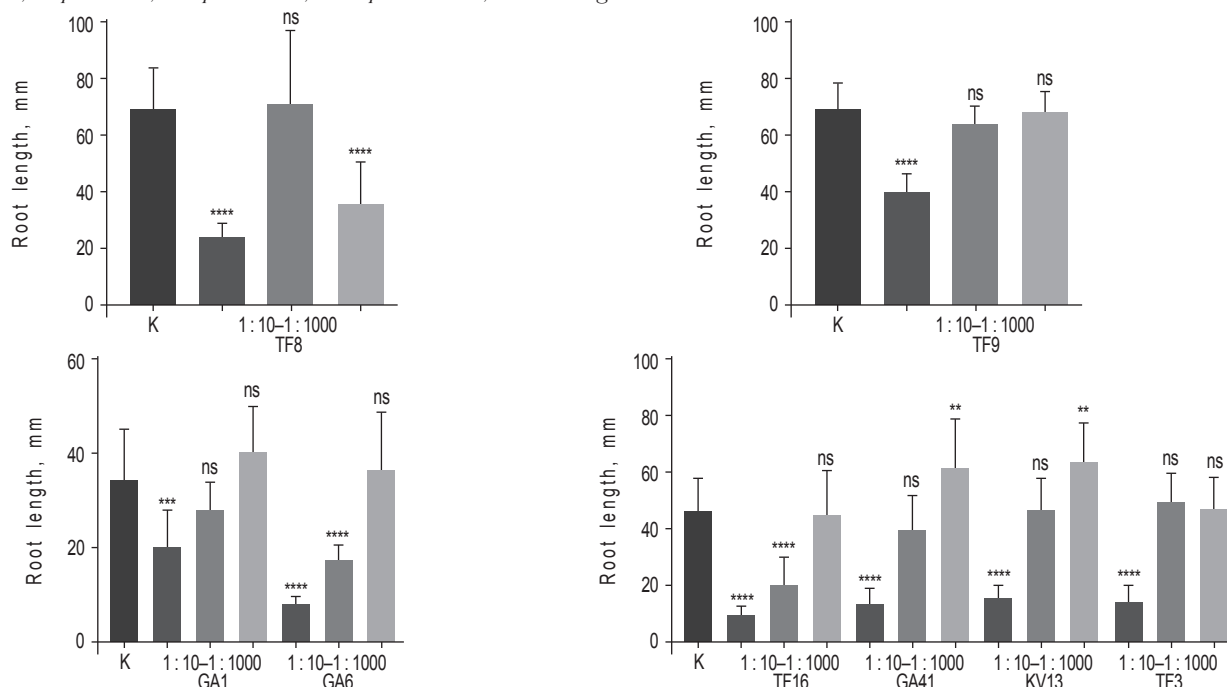 Root length, mm
100
80
60
40
20
0
ns
****
****
K
1 : 10–1 : 1000
TF8
Root length, mm
100
80
60
40
20
0
ns
ns
****
K
1 : 10–1 : 1000
TF9
Root length, mm
60
40
20
0
ns
ns
ns
***
****
****
K
1 : 10–1 : 1000
1 : 10–1 : 1000
GA1
GA6
Root length, mm
100
80
60
40
20
0
**
**
ns
ns
ns
ns
ns
****
****
****
****
****
K
1 : 10–1 : 1000
1 : 10–1 : 1000
1 : 10–1 : 1000
1 : 10–1 : 1000
TF16
GA41
KV13
TF3